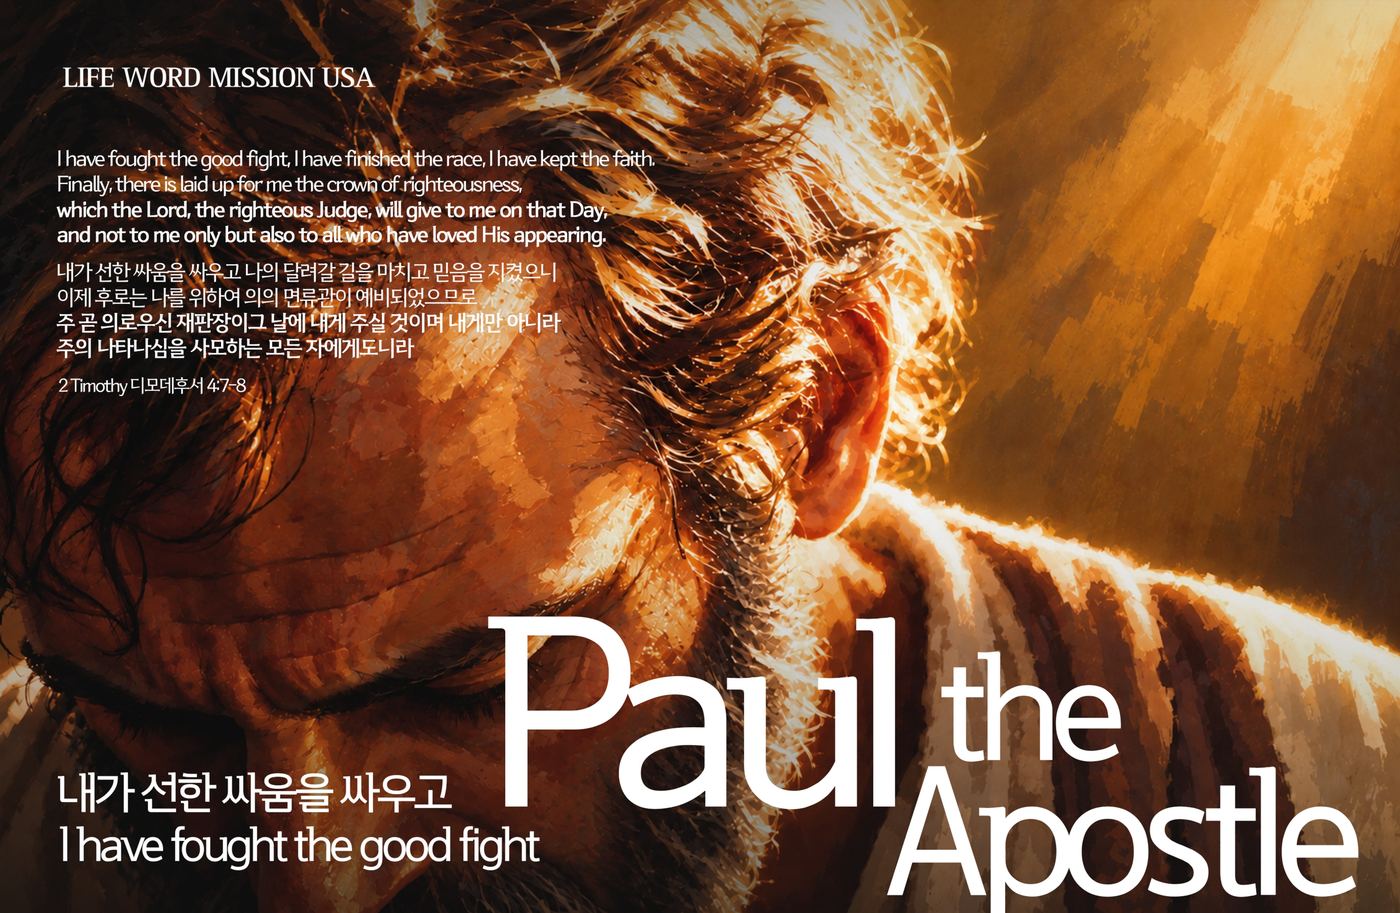 LIFE WORD MISSION USA
I have fought the good fight, I have finished the race, I have kept the faith.
Finally, there is laid up for me the crown of righteousness,
which the Lord, the righteous Judge, will give to me on that Day,
and not to me only but also to all who have loved His appearing.
내가 선한 싸움을 싸우고 나의 달려갈 길을 마치고 믿음을 지켰으니
이제 후로는 나를 위하여 의의 면류관이 예비되었으므로
주 곧 의로우신 재판장이그 날에 내게 주실 것이며 내게만 아니라
주의 나타나심을 사모하는 모든 자에게도니라
2 Timothy 디모데후서 4:7-8
Paul the
Apostle
내가 선한 싸움을 싸우고
I have fought the good fight